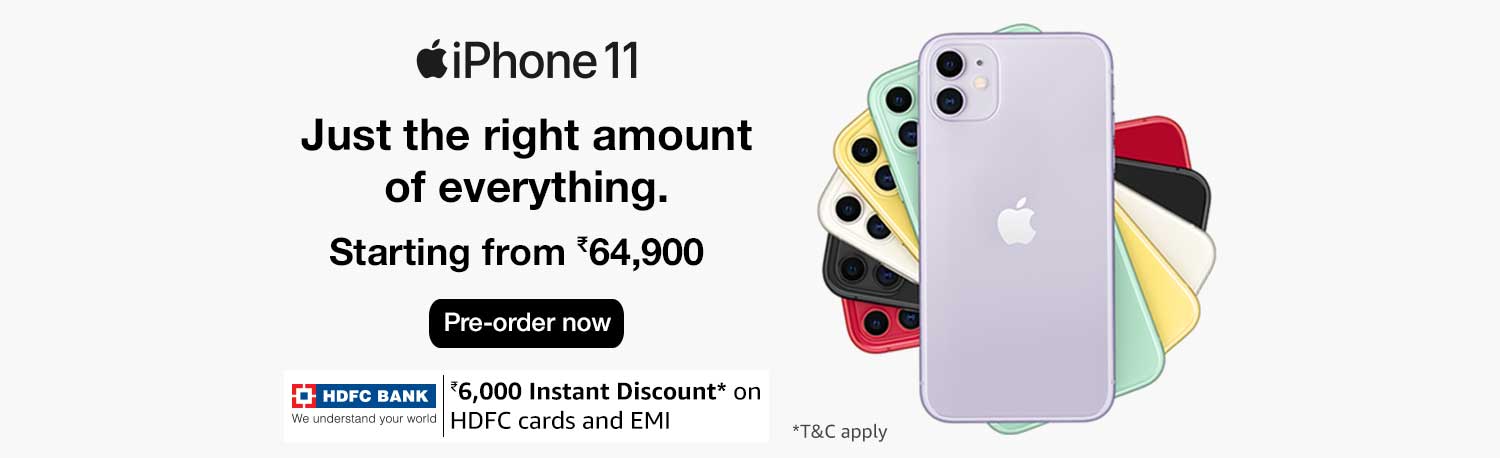 iPhone 11
Just the right amount
of everything.
Starting from ₹64,900
Pre-order now
HDFC BANK
We understand your world
₹6,000 Instant Discount* on
HDFC cards and EMI
*T&C apply